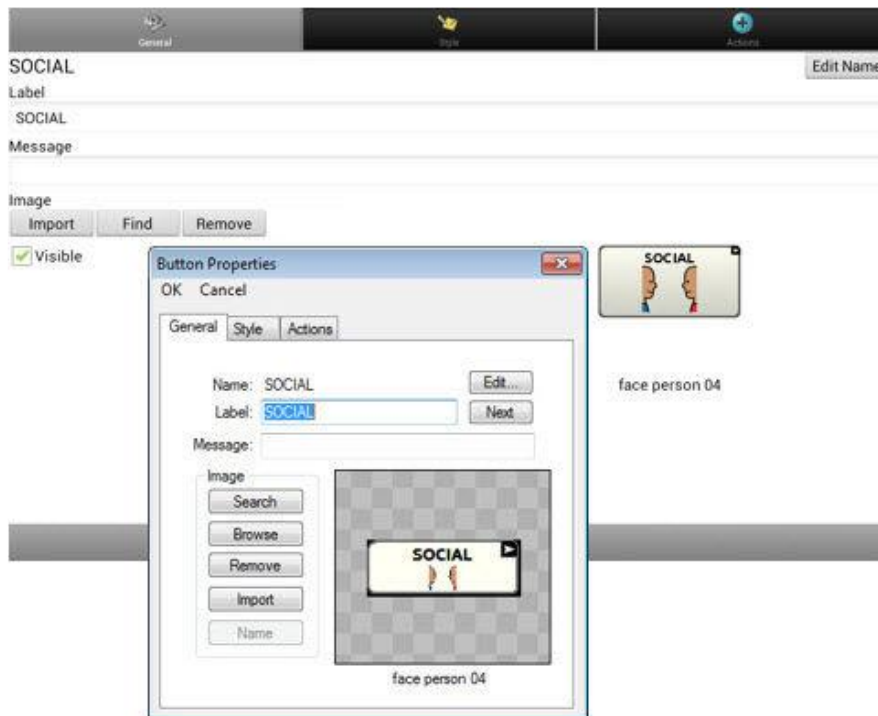 General
Style
Actions
SOCIAL
Edit Name
Label
SOCIAL
Message
Image
Import Find Remove
Visible
SOCIAL
face person 04
Button Properties
OK Cancel
General Style Actions
Name: SOCIAL Edit...
Label: SOCIAL Next
Message:
Image
Search
Browse
Remove
Import
Name
SOCIAL
face person 04